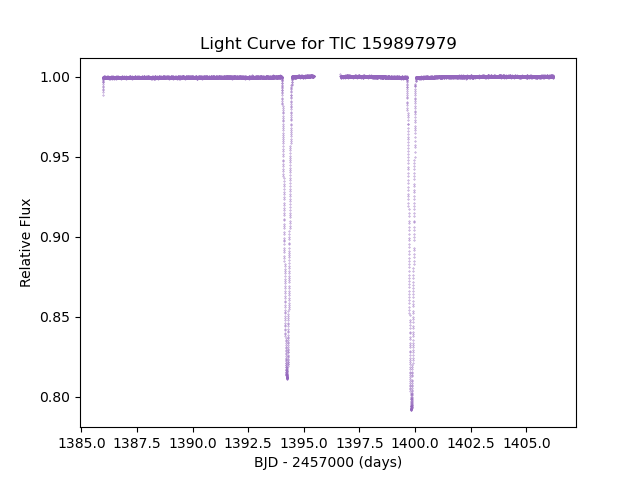 Light Curve for TIC 159897979
Relative Flux
1.00
0.95
0.90
0.85
0.80
1385.0 1387.5 1390.0 1392.5 1395.0 1397.5 1400.0 1402.5 1405.0
BJD - 2457000 (days)